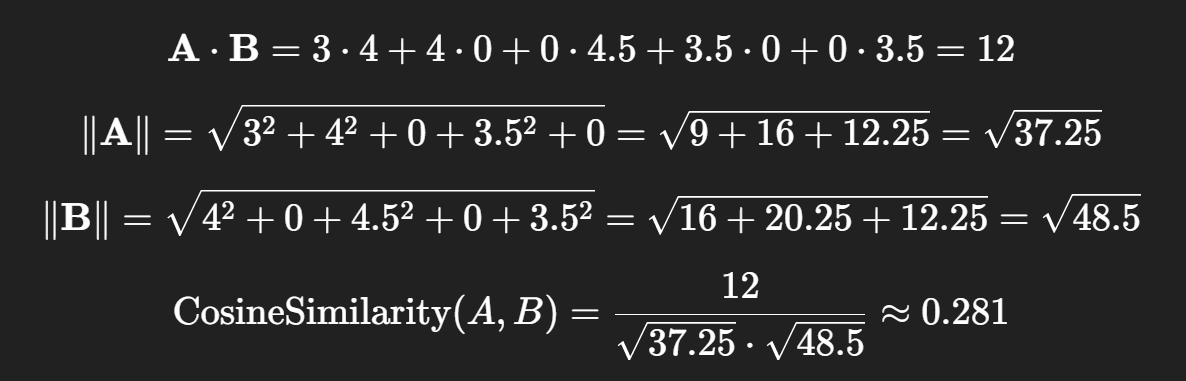 𝐀 ⋅ 𝐁 = 3 ⋅ 4 + 4 ⋅ 0 + 0 ⋅ 4.5 + 3.5 ⋅ 0 + 0 ⋅ 3.5 = 12
‖𝐀‖ = √(3² + 4² + 0 + 3.5² + 0) = √(9 + 16 + 12.25) = √37.25
‖𝐁‖ = √(4² + 0 + 4.5² + 0 + 3.5²) = √(16 + 20.25 + 12.25) = √48.5
CosineSimilarity(A, B) = 12 / (√37.25 ⋅ √48.5) ≈ 0.281